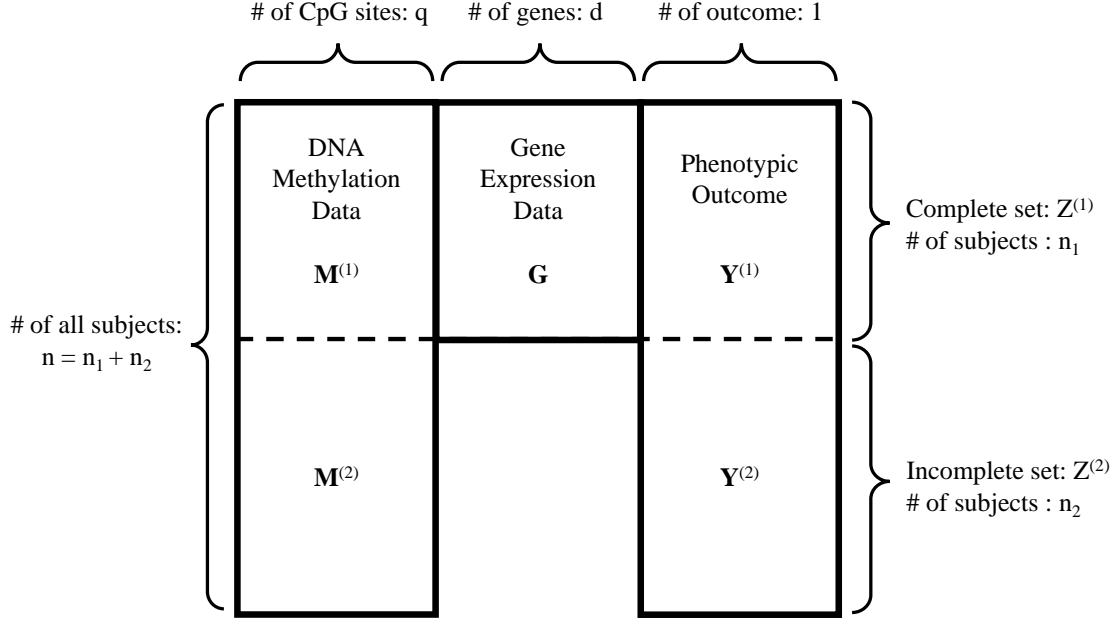 # of CpG sites: q
# of genes: d
# of outcome: 1
DNA
Methylation
Data
M⁽¹⁾
Gene
Expression
Data
G
Phenotypic
Outcome
Y⁽¹⁾
Complete set: Z⁽¹⁾
# of subjects : n₁
# of all subjects:
n = n₁ + n₂
M⁽²⁾
Y⁽²⁾
Incomplete set: Z⁽²⁾
# of subjects : n₂